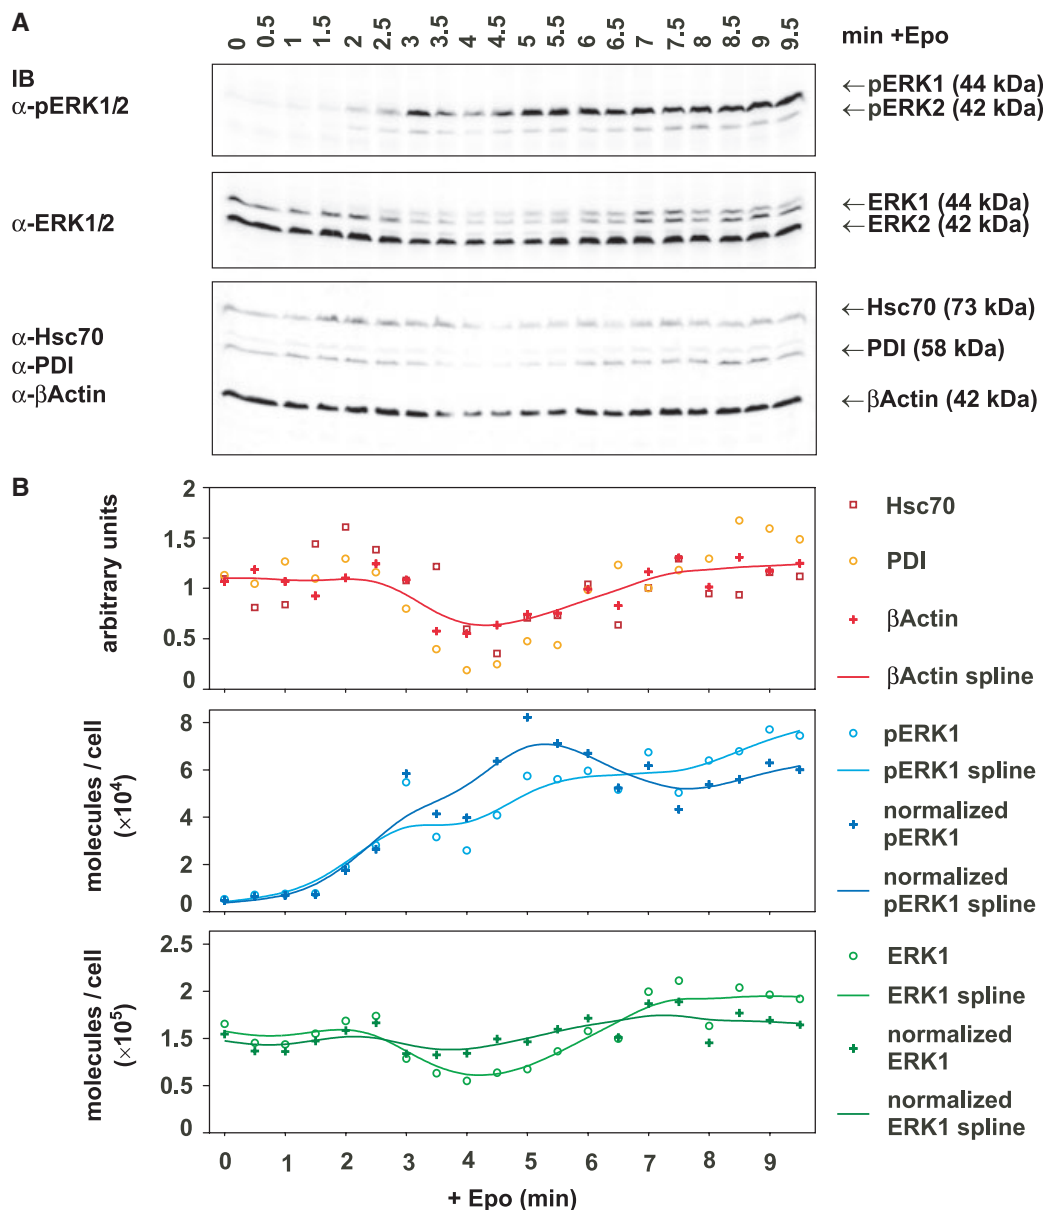 A
0 0.5 1 1.5 2 2.5 3 3.5 4 4.5 5 5.5 6 6.5 7 7.5 8 8.5 9 9.5 min +Epo
IB
α-pERK1/2
←pERK1 (44 kDa)
←pERK2 (42 kDa)
α-ERK1/2
←ERK1 (44 kDa)
←ERK2 (42 kDa)
α-Hsc70
α-PDI
α-βActin
←Hsc70 (73 kDa)
←PDI (58 kDa)
←βActin (42 kDa)
B
arbitrary units
2
1.5
1
0.5
0
Hsc70
PDI
βActin
βActin spline
molecules / cell
(×10⁴)
8
6
4
2
0
pERK1
pERK1 spline
normalized
pERK1
normalized
pERK1 spline
molecules / cell
(×10⁵)
2.5
2
1.5
0.5
0
ERK1
ERK1 spline
normalized
ERK1
normalized
ERK1 spline
0 1 2 3 4 5 6 7 8 9
+ Epo (min)